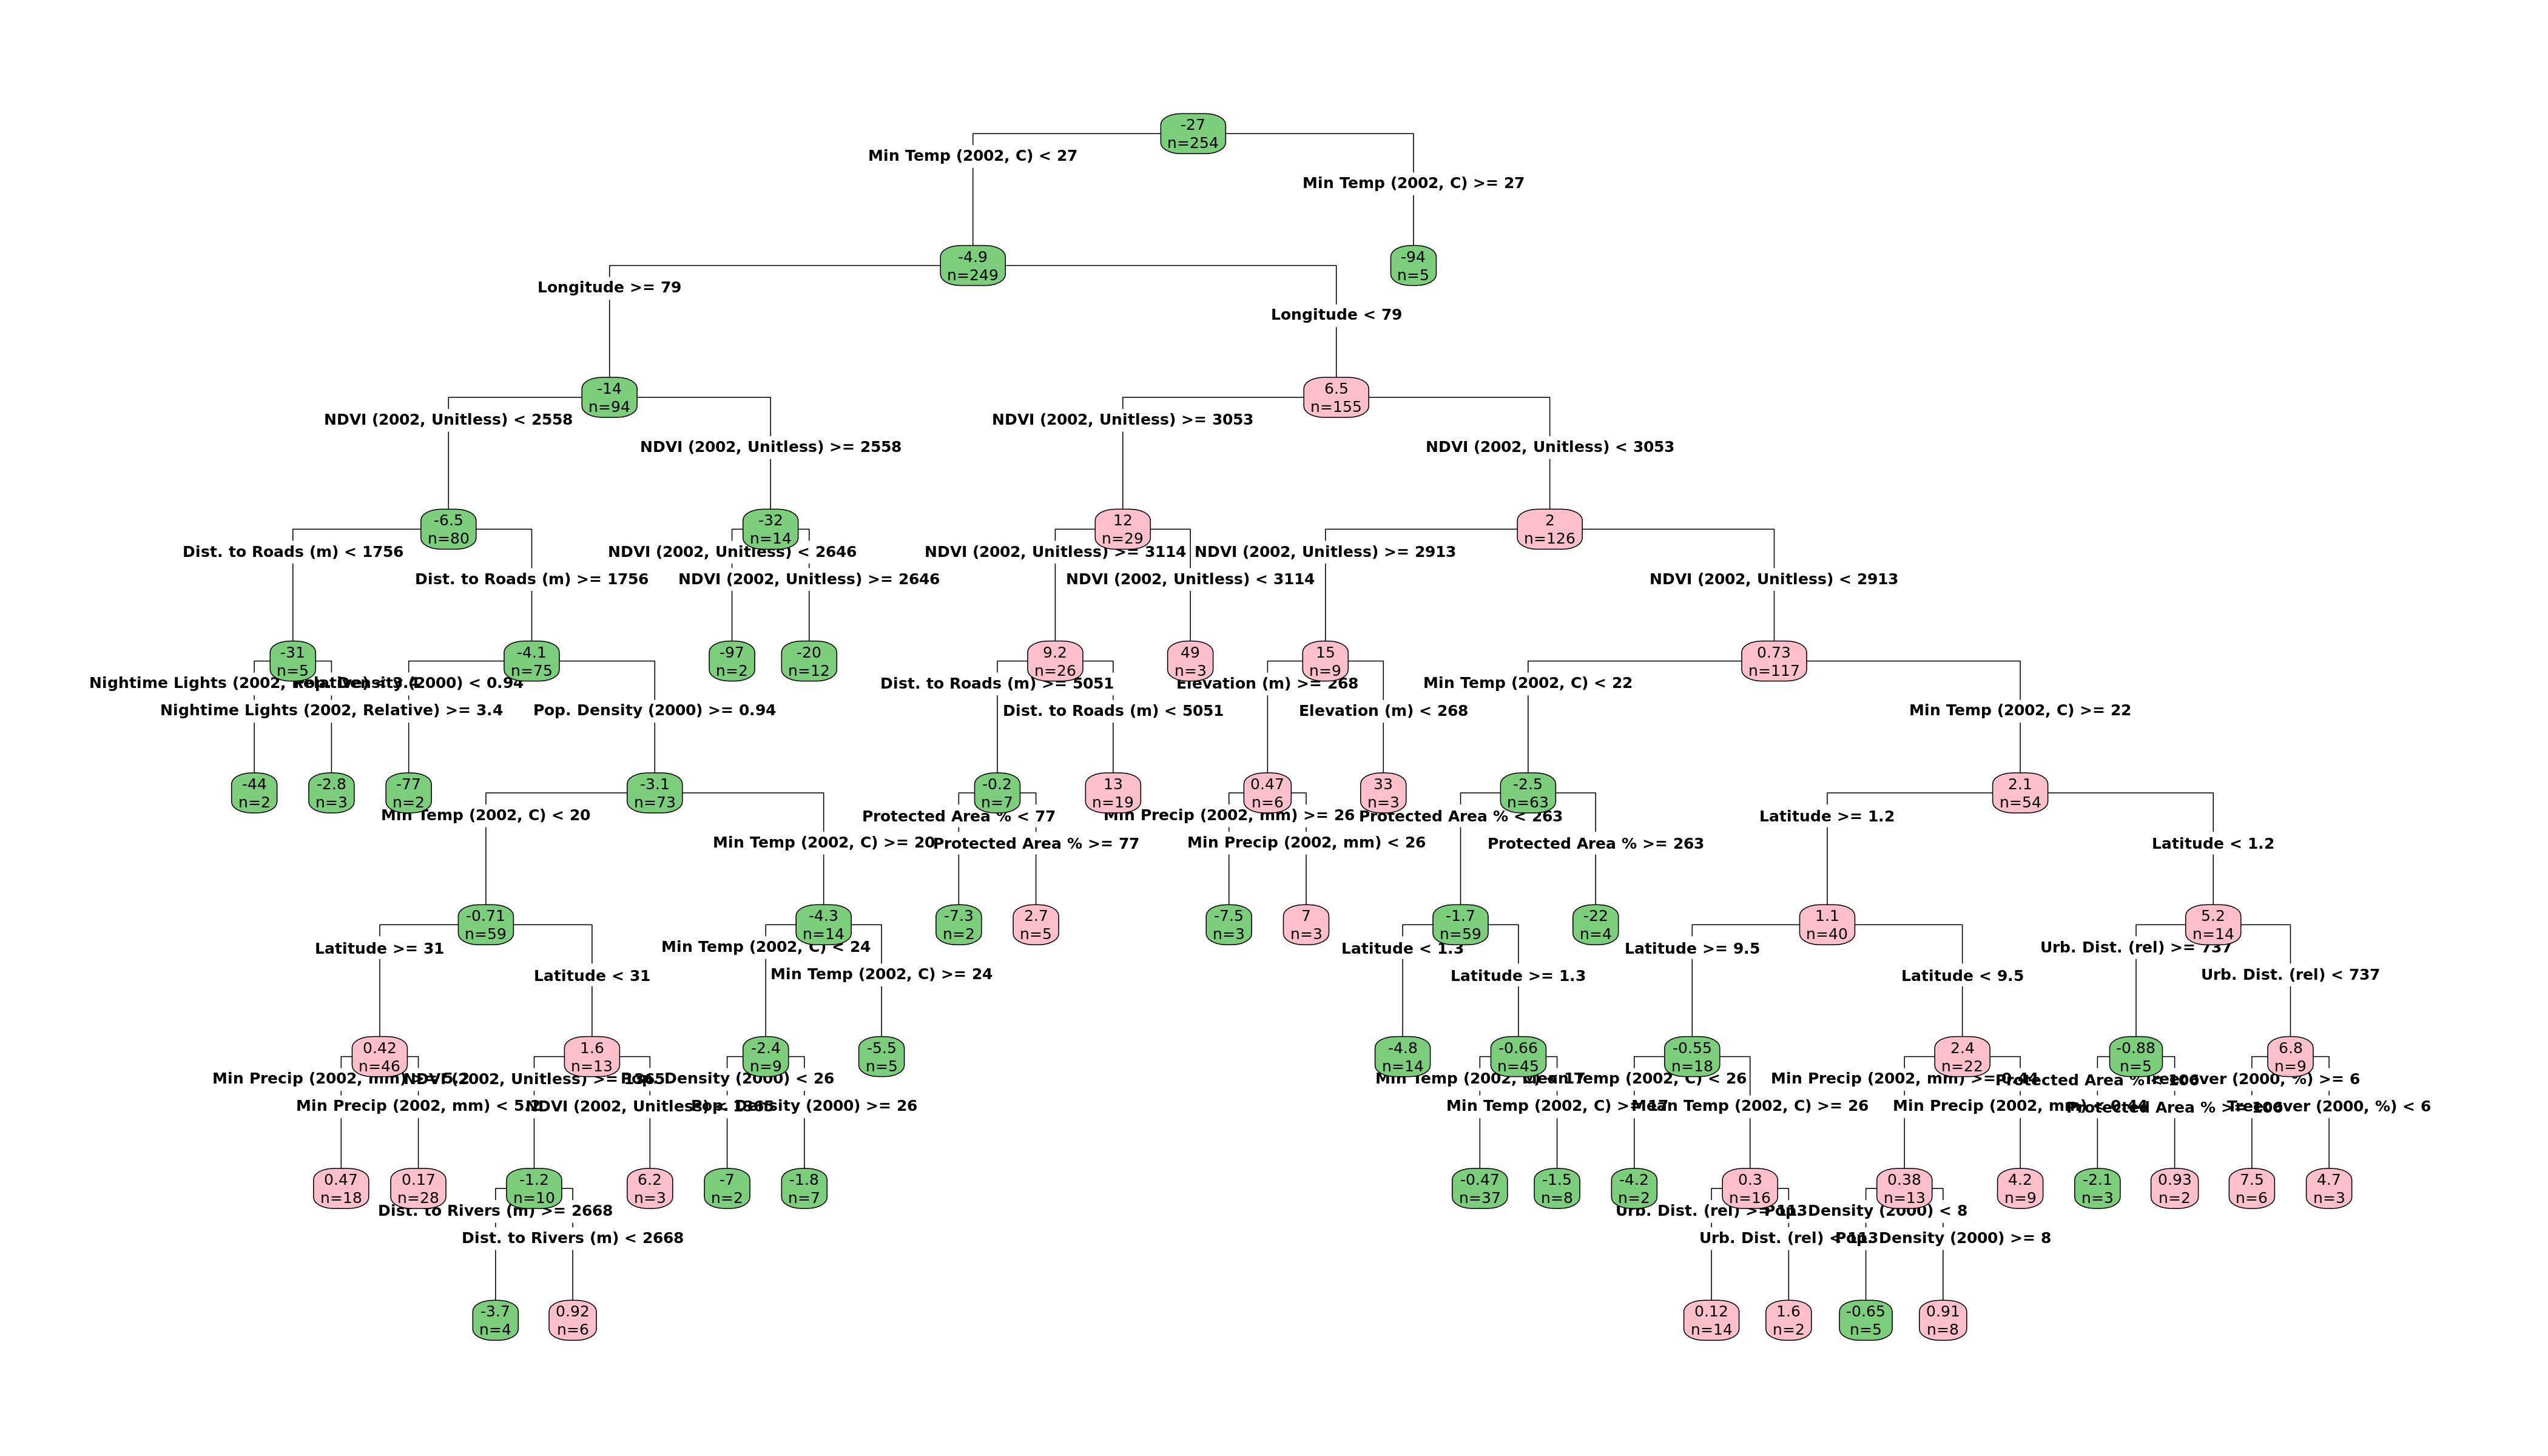 -27
n=254
Min Temp (2002, C) < 27
Min Temp (2002, C) >= 27
-4.9
n=249
-94
n=5
Longitude >= 79
Longitude < 79
-14
n=94
6.5
n=155
NDVI (2002, Unitless) < 2558
NDVI (2002, Unitless) >= 2558
NDVI (2002, Unitless) >= 3053
NDVI (2002, Unitless) < 3053
-6.5
n=80
-32
n=14
12
n=29
2
n=126
Dist. to Roads (m) < 1756
Dist. to Roads (m) >= 1756
NDVI (2002, Unitless) < 2646
NDVI (2002, Unitless) >= 2646
NDVI (2002, Unitless) >= 3114
NDVI (2002, Unitless) < 3114
NDVI (2002, Unitless) >= 2913
NDVI (2002, Unitless) < 2913
-31
n=5
-4.1
n=75
-97
n=2
-20
n=12
9.2
n=26
49
n=3
15
n=9
0.73
n=117
Nightime Lights (2002, Relative) < 3.4
Nightime Lights (2002, Relative) >= 3.4
Pop. Density (2000) < 0.94
Pop. Density (2000) >= 0.94
Dist. to Roads (m) >= 5051
Dist. to Roads (m) < 5051
Elevation (m) >= 268
Elevation (m) < 268
Min Temp (2002, C) < 22
Min Temp (2002, C) >= 22
-44
n=2
-2.8
n=3
-77
n=2
-3.1
n=73
-0.2
n=7
13
n=19
0.47
n=6
33
n=3
-2.5
n=63
2.1
n=54
Min Temp (2002, C) < 20
Min Temp (2002, C) >= 20
Protected Area % < 77
Protected Area % >= 77
Min Precip (2002, mm) >= 26
Min Precip (2002, mm) < 26
Protected Area % < 263
Protected Area % >= 263
Latitude >= 1.2
Latitude < 1.2
-0.71
n=59
-4.3
n=14
-7.3
n=2
2.7
n=5
-7.5
n=3
7
n=3
-1.7
n=59
-22
n=4
1.1
n=40
5.2
n=14
Latitude >= 31
Latitude < 31
Min Temp (2002, C) < 24
Min Temp (2002, C) >= 24
Latitude < 1.3
Latitude >= 1.3
Latitude >= 9.5
Latitude < 9.5
Urb. Dist. (rel) >= 737
Urb. Dist. (rel) < 737
0.42
n=46
1.6
n=13
-2.4
n=9
-5.5
n=5
-4.8
n=14
-0.66
n=45
-0.55
n=18
2.4
n=22
-0.88
n=5
6.8
n=9
Min Precip (2002, mm) >= 5.2
Min Precip (2002, mm) < 5.2
NDVI (2002, Unitless) >= 1365
NDVI (2002, Unitless) < 1365
Pop. Density (2000) < 26
Pop. Density (2000) >= 26
Min Temp (2002, C) < 17
Min Temp (2002, C) >= 17
Mean Temp (2002, C) < 26
Mean Temp (2002, C) >= 26
Min Precip (2002, mm) >= 0.44
Min Precip (2002, mm) < 0.44
Protected Area % < 106
Protected Area % >= 106
Treecover (2000, %) >= 6
Treecover (2000, %) < 6
0.47
n=18
0.17
n=28
-1.2
n=10
6.2
n=3
-7
n=2
-1.8
n=7
-0.47
n=37
-1.5
n=8
-4.2
n=2
0.3
n=16
0.38
n=13
4.2
n=9
-2.1
n=3
0.93
n=2
7.5
n=6
4.7
n=3
Dist. to Rivers (m) >= 2668
Dist. to Rivers (m) < 2668
Urb. Dist. (rel) >= 113
Urb. Dist. (rel) < 113
Pop. Density (2000) < 8
Pop. Density (2000) >= 8
-3.7
n=4
0.92
n=6
0.12
n=14
1.6
n=2
-0.65
n=5
0.91
n=8